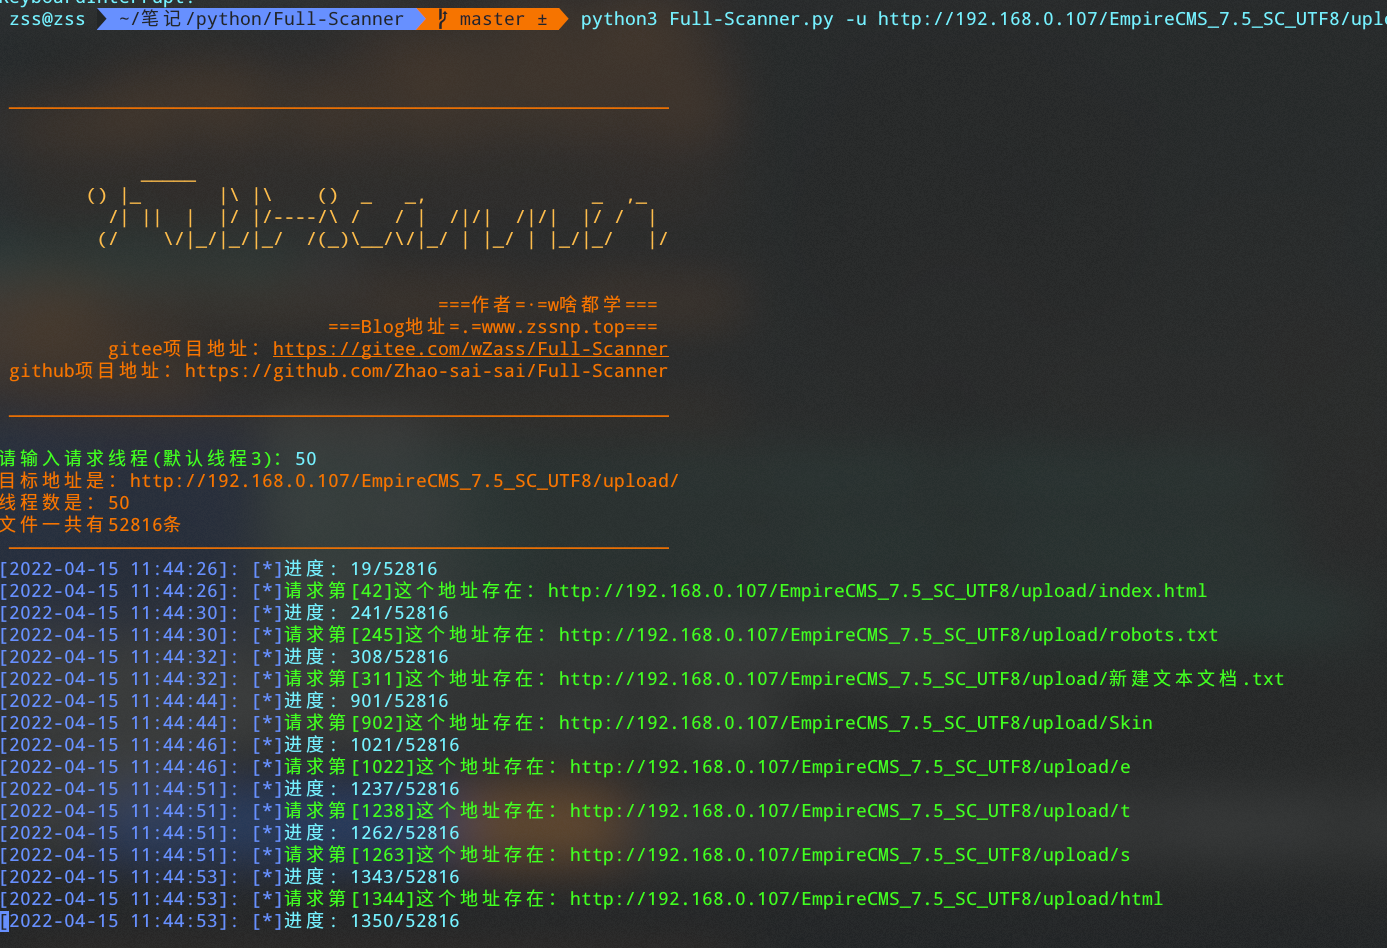 KeyboardInterrupt:
zss@zss ~/笔记/python/Full-Scanner master ± python3 Full-Scanner.py -u http://192.168.0.107/EmpireCMS_7.5_SC_UTF8/uplo
===作者=·=w啥都学===
===Blog地址=.=www.zssnp.top===
gitee项目地址: https://gitee.com/wZass/Full-Scanner
github项目地址: https://github.com/Zhao-sai-sai/Full-Scanner
请输入请求线程(默认线程3): 50
目标地址是: http://192.168.0.107/EmpireCMS_7.5_SC_UTF8/upload/
线程数是: 50
文件一共有52816条
[2022-04-15 11:44:26]: [*]进度: 19/52816
[2022-04-15 11:44:26]: [*]请求第[42]这个地址存在: http://192.168.0.107/EmpireCMS_7.5_SC_UTF8/upload/index.html
[2022-04-15 11:44:30]: [*]进度: 241/52816
[2022-04-15 11:44:30]: [*]请求第[245]这个地址存在: http://192.168.0.107/EmpireCMS_7.5_SC_UTF8/upload/robots.txt
[2022-04-15 11:44:32]: [*]进度: 308/52816
[2022-04-15 11:44:32]: [*]请求第[311]这个地址存在: http://192.168.0.107/EmpireCMS_7.5_SC_UTF8/upload/新建文本文档.txt
[2022-04-15 11:44:44]: [*]进度: 901/52816
[2022-04-15 11:44:44]: [*]请求第[902]这个地址存在: http://192.168.0.107/EmpireCMS_7.5_SC_UTF8/upload/Skin
[2022-04-15 11:44:46]: [*]进度: 1021/52816
[2022-04-15 11:44:46]: [*]请求第[1022]这个地址存在: http://192.168.0.107/EmpireCMS_7.5_SC_UTF8/upload/e
[2022-04-15 11:44:51]: [*]进度: 1237/52816
[2022-04-15 11:44:51]: [*]请求第[1238]这个地址存在: http://192.168.0.107/EmpireCMS_7.5_SC_UTF8/upload/t
[2022-04-15 11:44:51]: [*]进度: 1262/52816
[2022-04-15 11:44:51]: [*]请求第[1263]这个地址存在: http://192.168.0.107/EmpireCMS_7.5_SC_UTF8/upload/s
[2022-04-15 11:44:53]: [*]进度: 1343/52816
[2022-04-15 11:44:53]: [*]请求第[1344]这个地址存在: http://192.168.0.107/EmpireCMS_7.5_SC_UTF8/upload/html
[2022-04-15 11:44:53]: [*]进度: 1350/52816